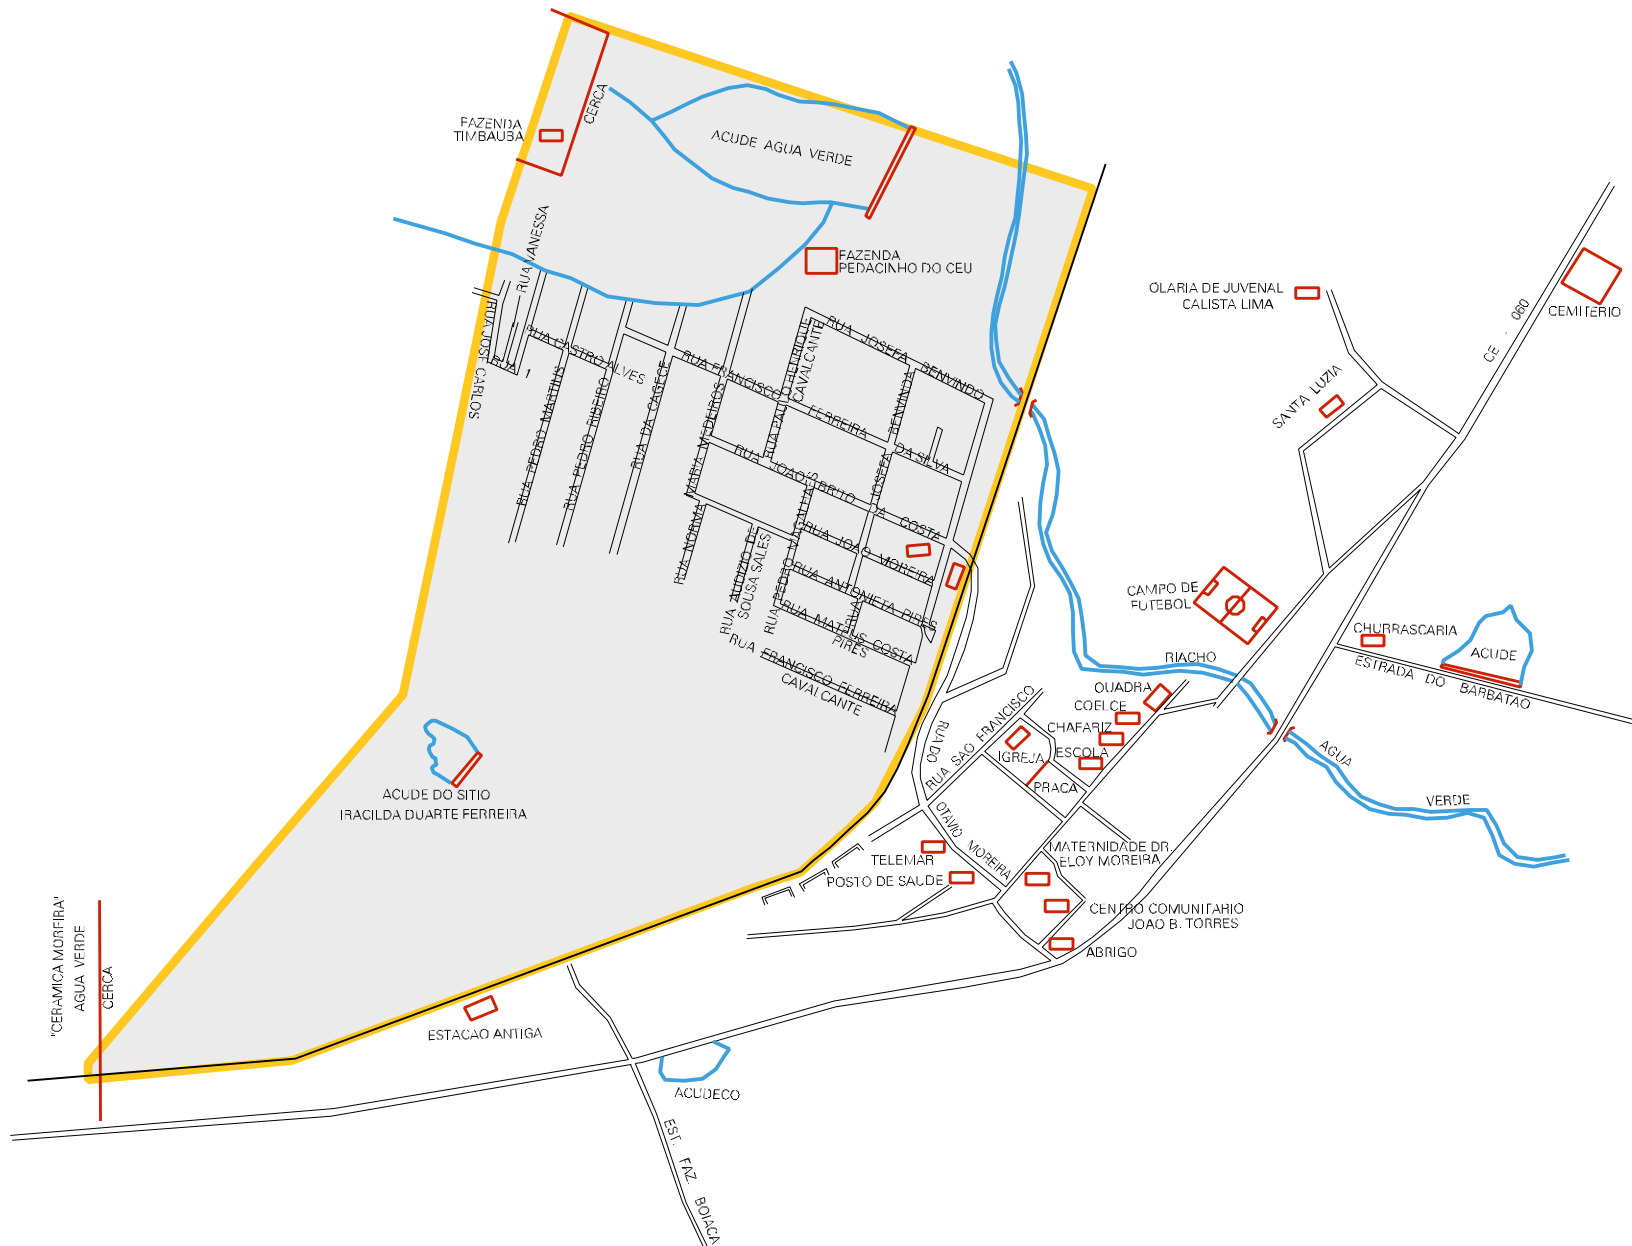 FAZENDA
TIMBAUBA
CERCA
ACUDE AGUA VERDE
FAZENDA
PEDACINHO DO CEU
RUA VANESSA
RUA JOSE CARLOS
RUA 1
RUA CASTRO ALVES
RUA PEDRO MARTINS
RUA PEDRO RIBEIRO
RUA DA CAGECE
RUA FRANCISCO FERREIRA DA SILVA
RUA NORMA MARIA MEDEIROS
RUA PAULO HENRIQUE
CAVALCANTE
RUA JOSEFA BENVINDO
RUA JOSEFA BENVINDA
PIRES
RUA JOAO BRITO DA COSTA
RUA JOAO MOREIRA
RUA ANTONIETA PIRES
RUA MATEUS COSTA
RUA PEDRO MAGALHAES
RUA AUDIZIO DE
SOUSA SALES
RUA FRANCISCO FERREIRA
CAVALCANTE
OLARIA DE JUVENAL
CALISTA LIMA
CE - 060
CEMITERIO
SANTA LUZIA
CAMPO DE
FUTEBOL
CHURRASCARIA
ACUDE
ESTRADA DO BARBATAO
RIACHO AGUA VERDE
QUADRA
COELCE
CHAFARIZ
ESCOLA
IGREJA
PRACA
RUA SAO FRANCISCO
RUA DO OTAVIO MOREIRA
TELEMAR
POSTO DE SAUDE
MATERNIDADE DR.
ELOY MOREIRA
CENTRO COMUNITARIO
JOAO B. TORRES
ABRIGO
ACUDE DO SITIO
IRACILDA DUARTE FERREIRA
"CERAMICA MOREIRA"
AGUA VERDE
CERCA
ESTACAO ANTIGA
ACUDECO
EST. FAZ. BOIACA